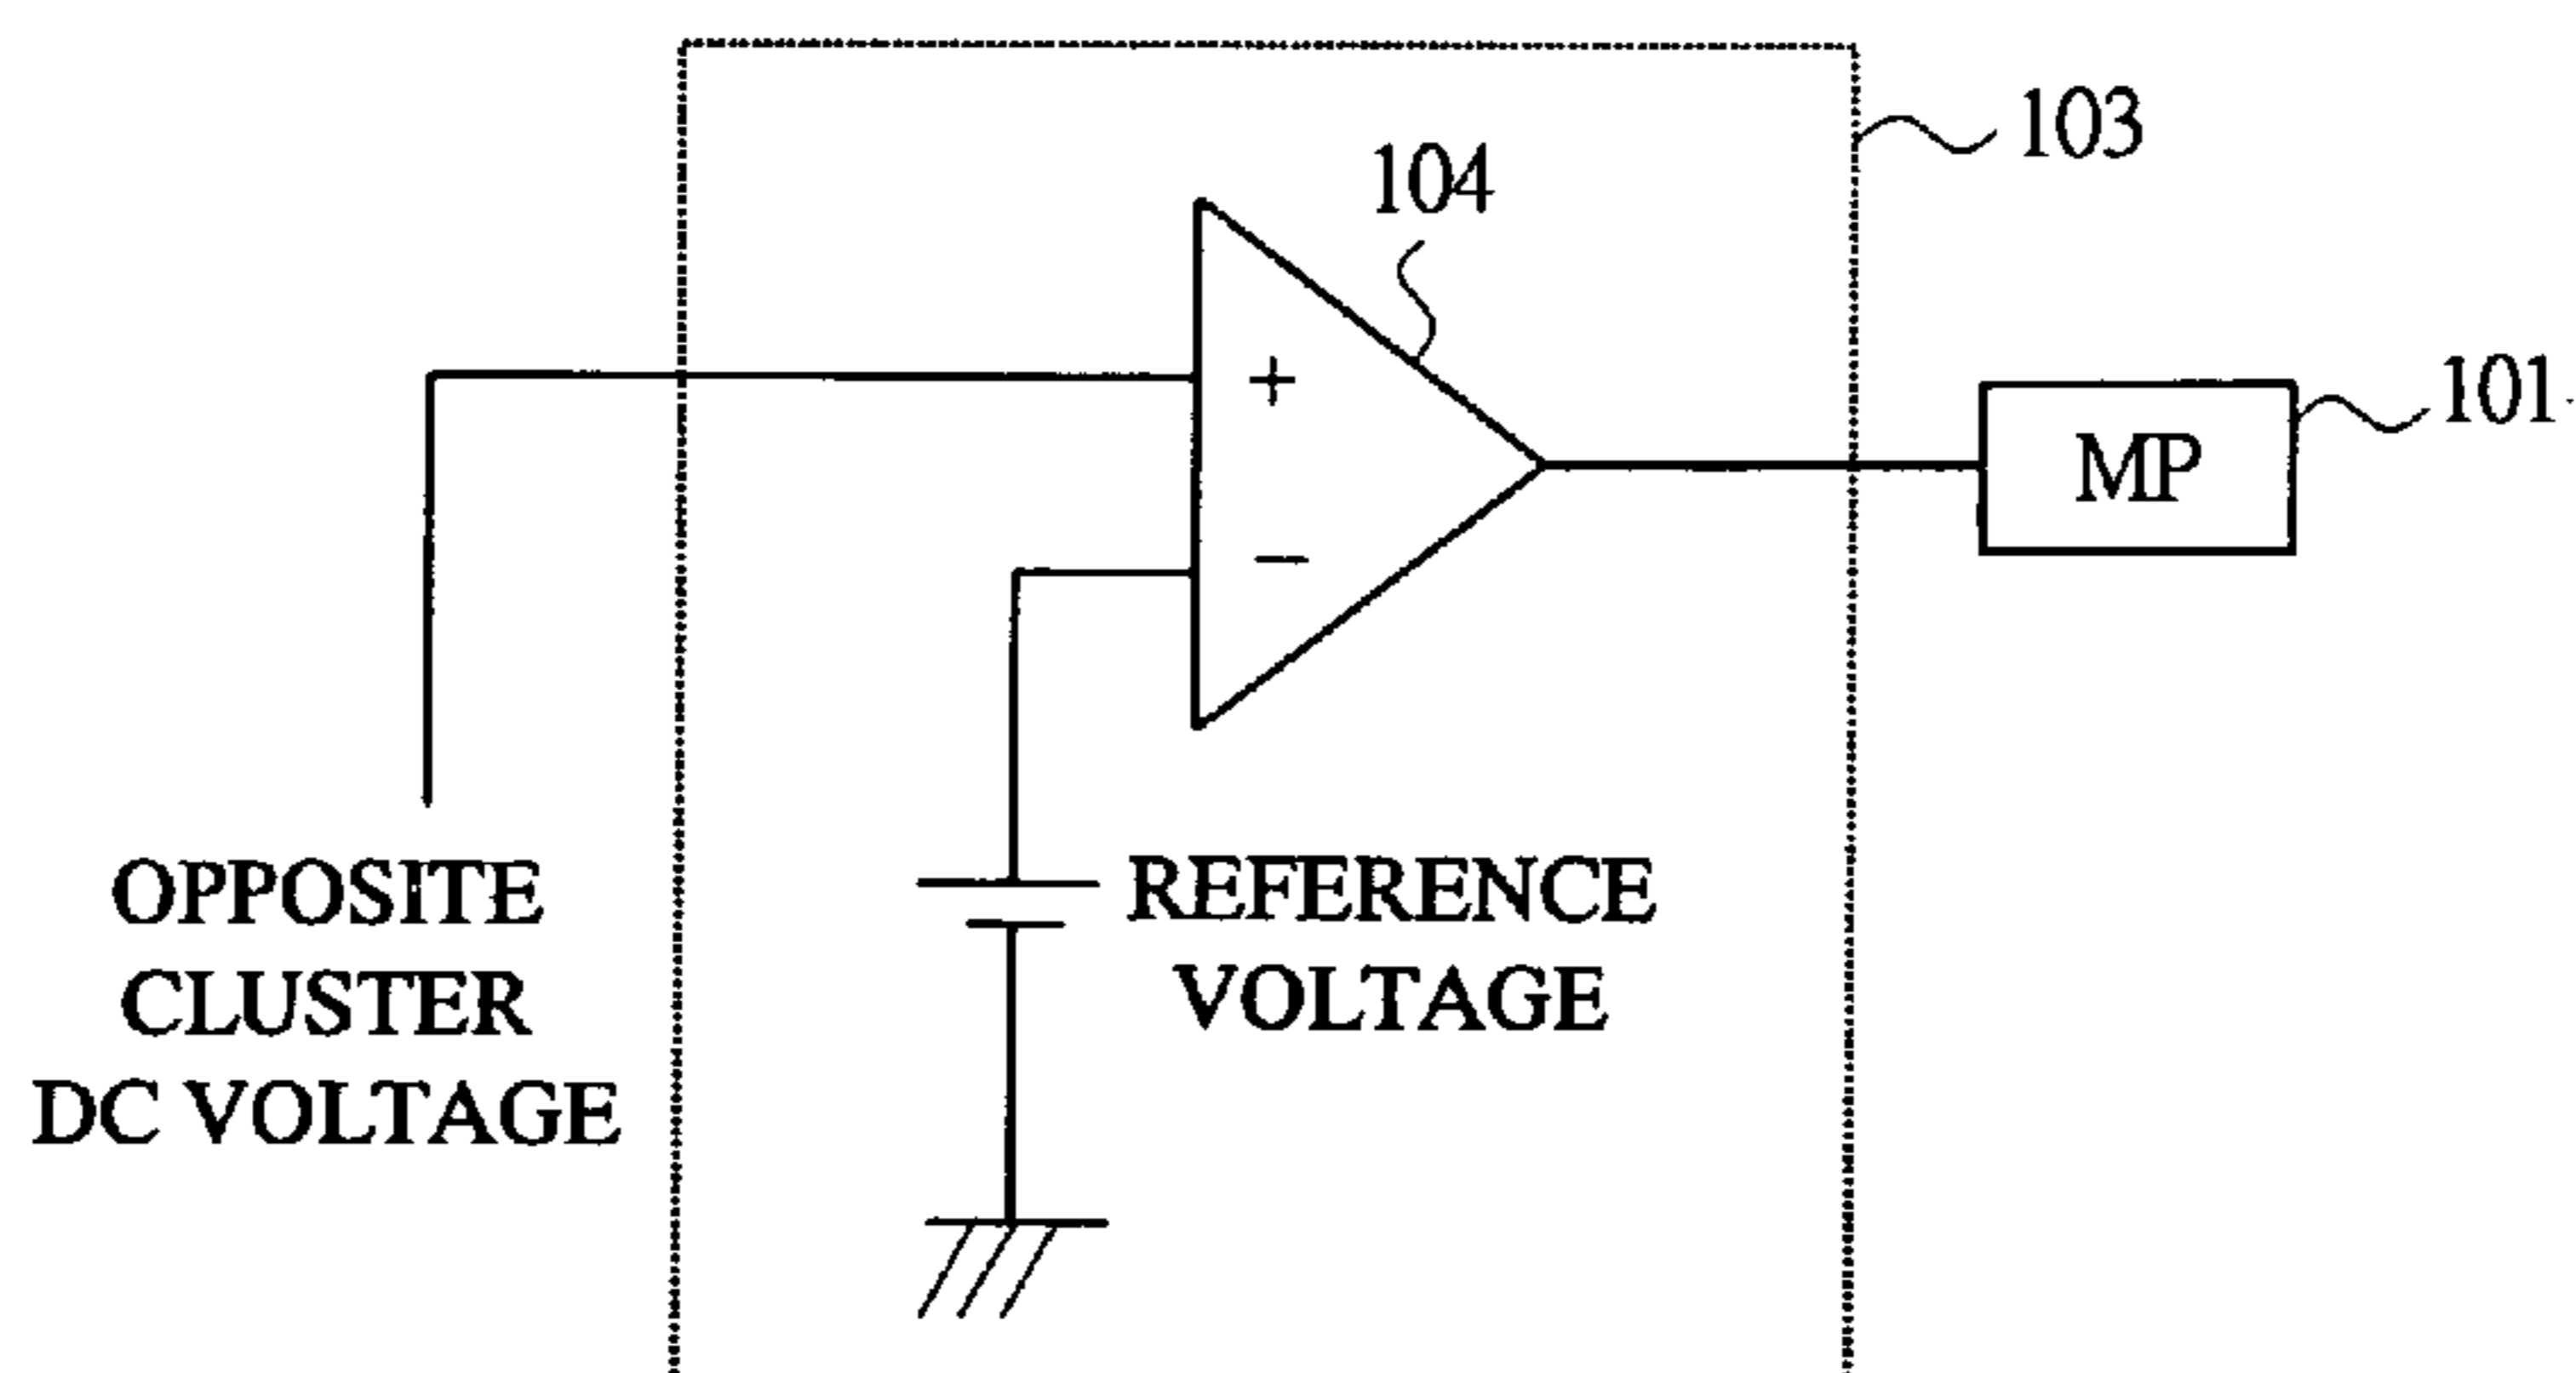 103
104
101
+
MP
−
REFERENCE
VOLTAGE
OPPOSITE
CLUSTER
DC VOLTAGE